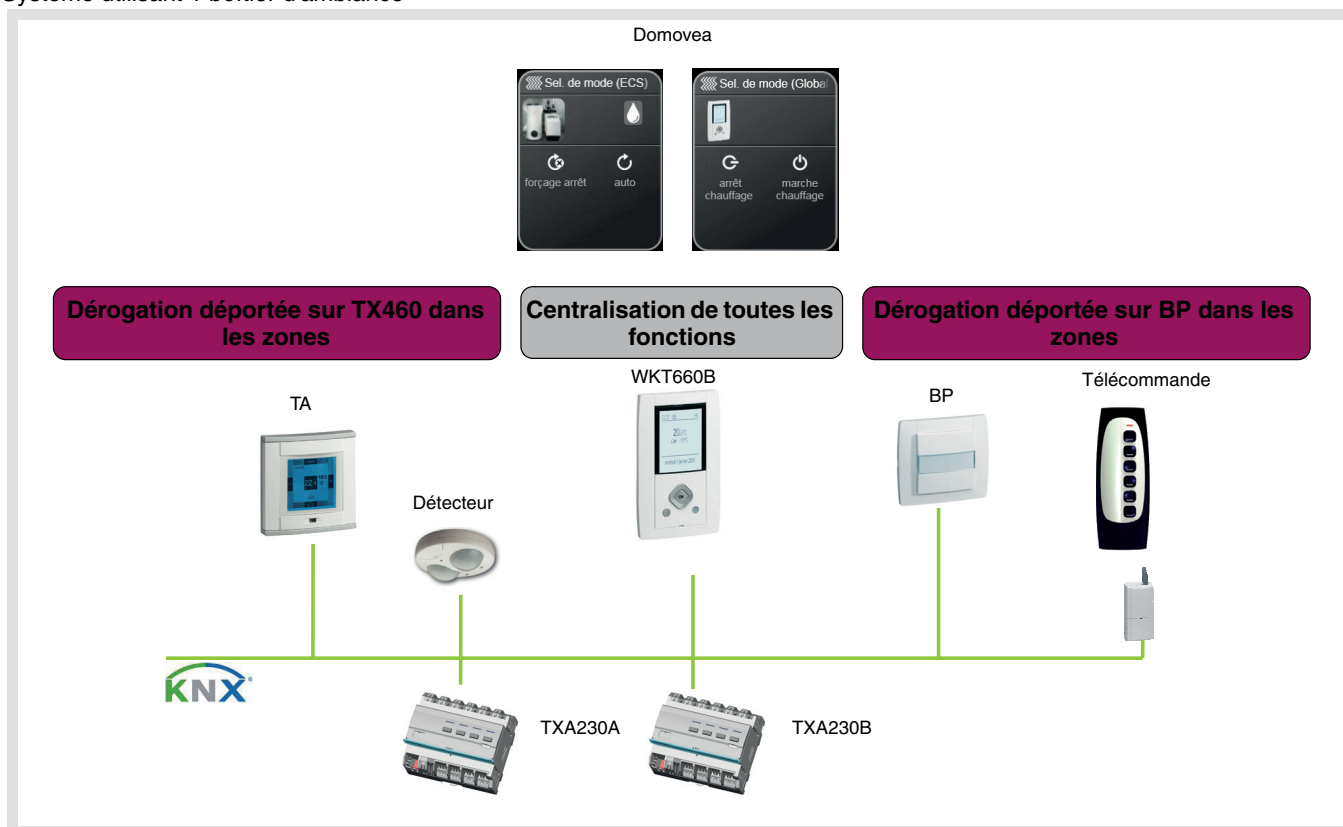 Système utilisant 1 boîtier d'ambiance
Domovea
Sel. de mode (ECS)
Sel. de mode (Global
forçage arrêt
auto
arrêt
chauffage
marche
chauffage
Dérogation déportée sur TX460 dans
les zones
Centralisation de toutes les
fonctions
Dérogation déportée sur BP dans les
zones
TA
Détecteur
WKT660B
BP
Télécommande
KNX
TXA230A
TXA230B